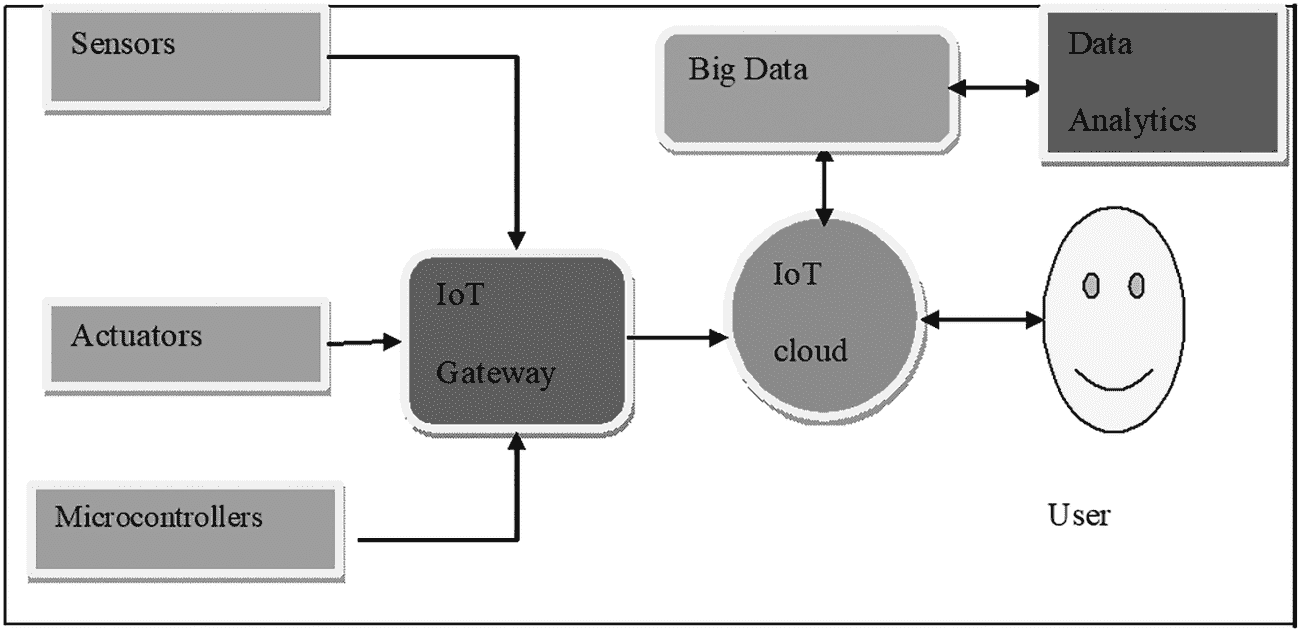 Sensors
Big Data
Data
Analytics
IoT
Gateway
IoT
cloud
Actuators
Microcontrollers
User